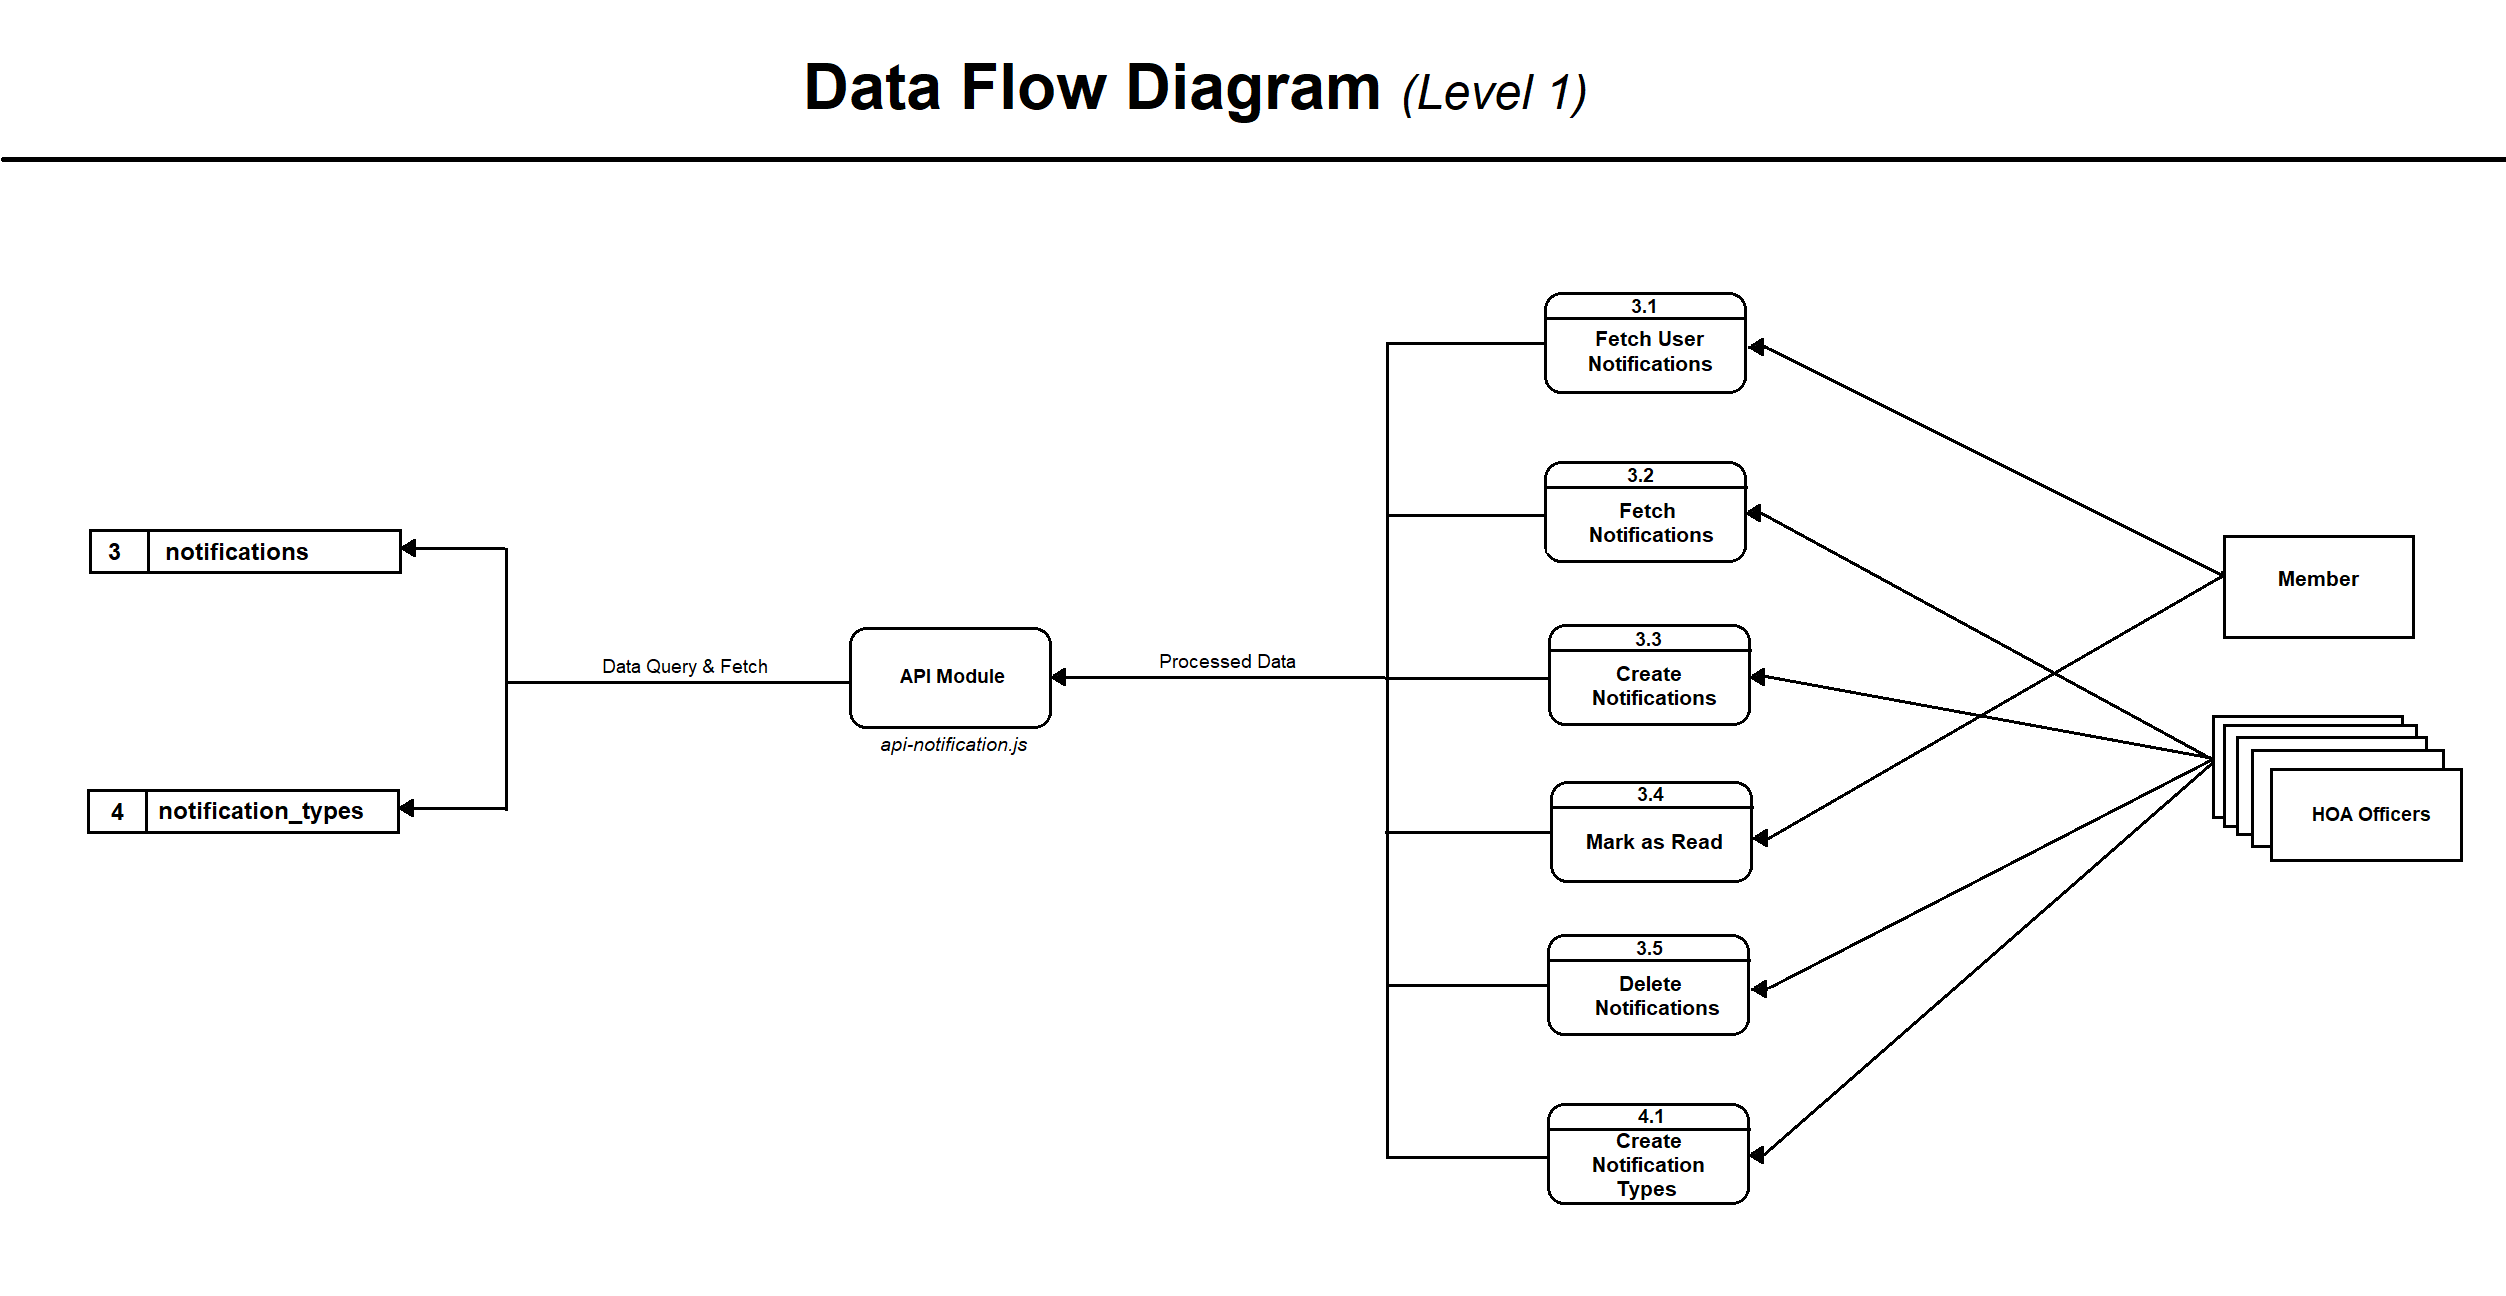 Data Flow Diagram (Level 1)
3.1
Fetch User
Notifications
3.2
Fetch
Notifications
3 notifications
Member
3.3
Create
Notifications
Data Query & Fetch
API Module
api-notification.js
Processed Data
4 notification_types
3.4
Mark as Read
HOA Officers
3.5
Delete
Notifications
4.1
Create
Notification
Types